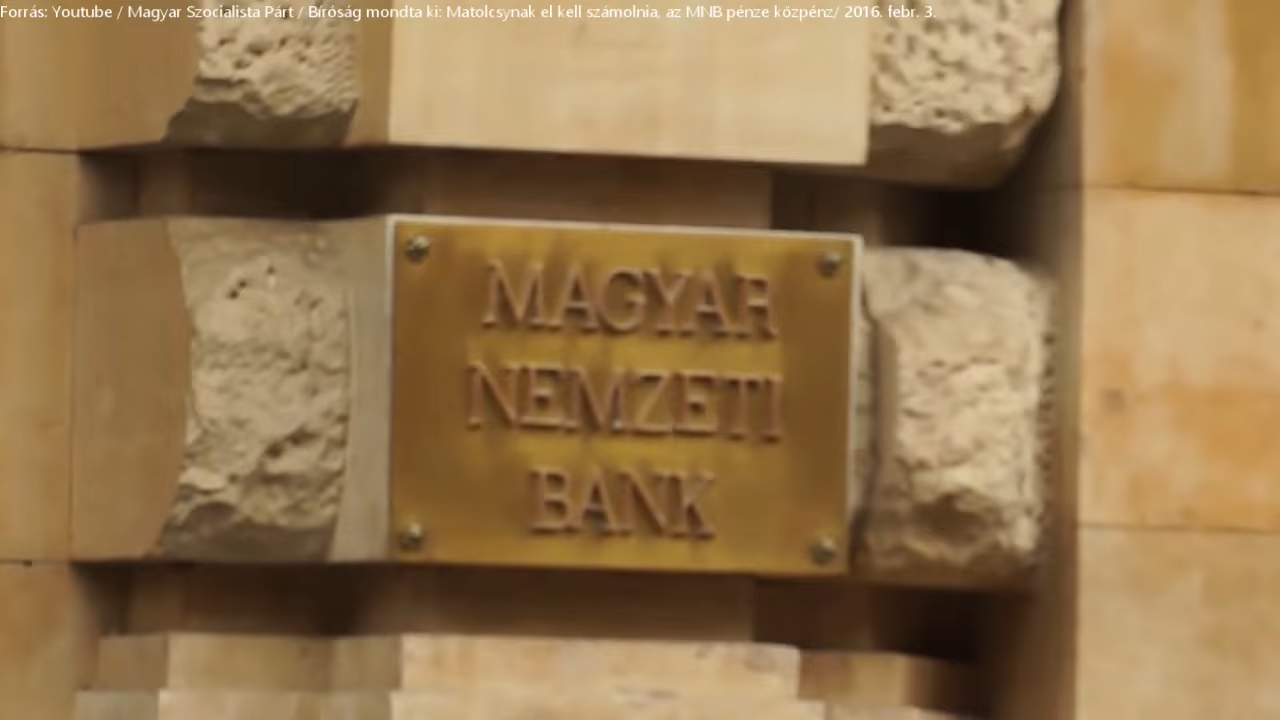 Forrás: Youtube / Magyar Szocialista Párt / Bíróság mondta ki: Matolcsynak el kell számolnia, az MNB pénze közpénz/ 2016. febr. 3.
MAGYAR
NEMZETI
BANK